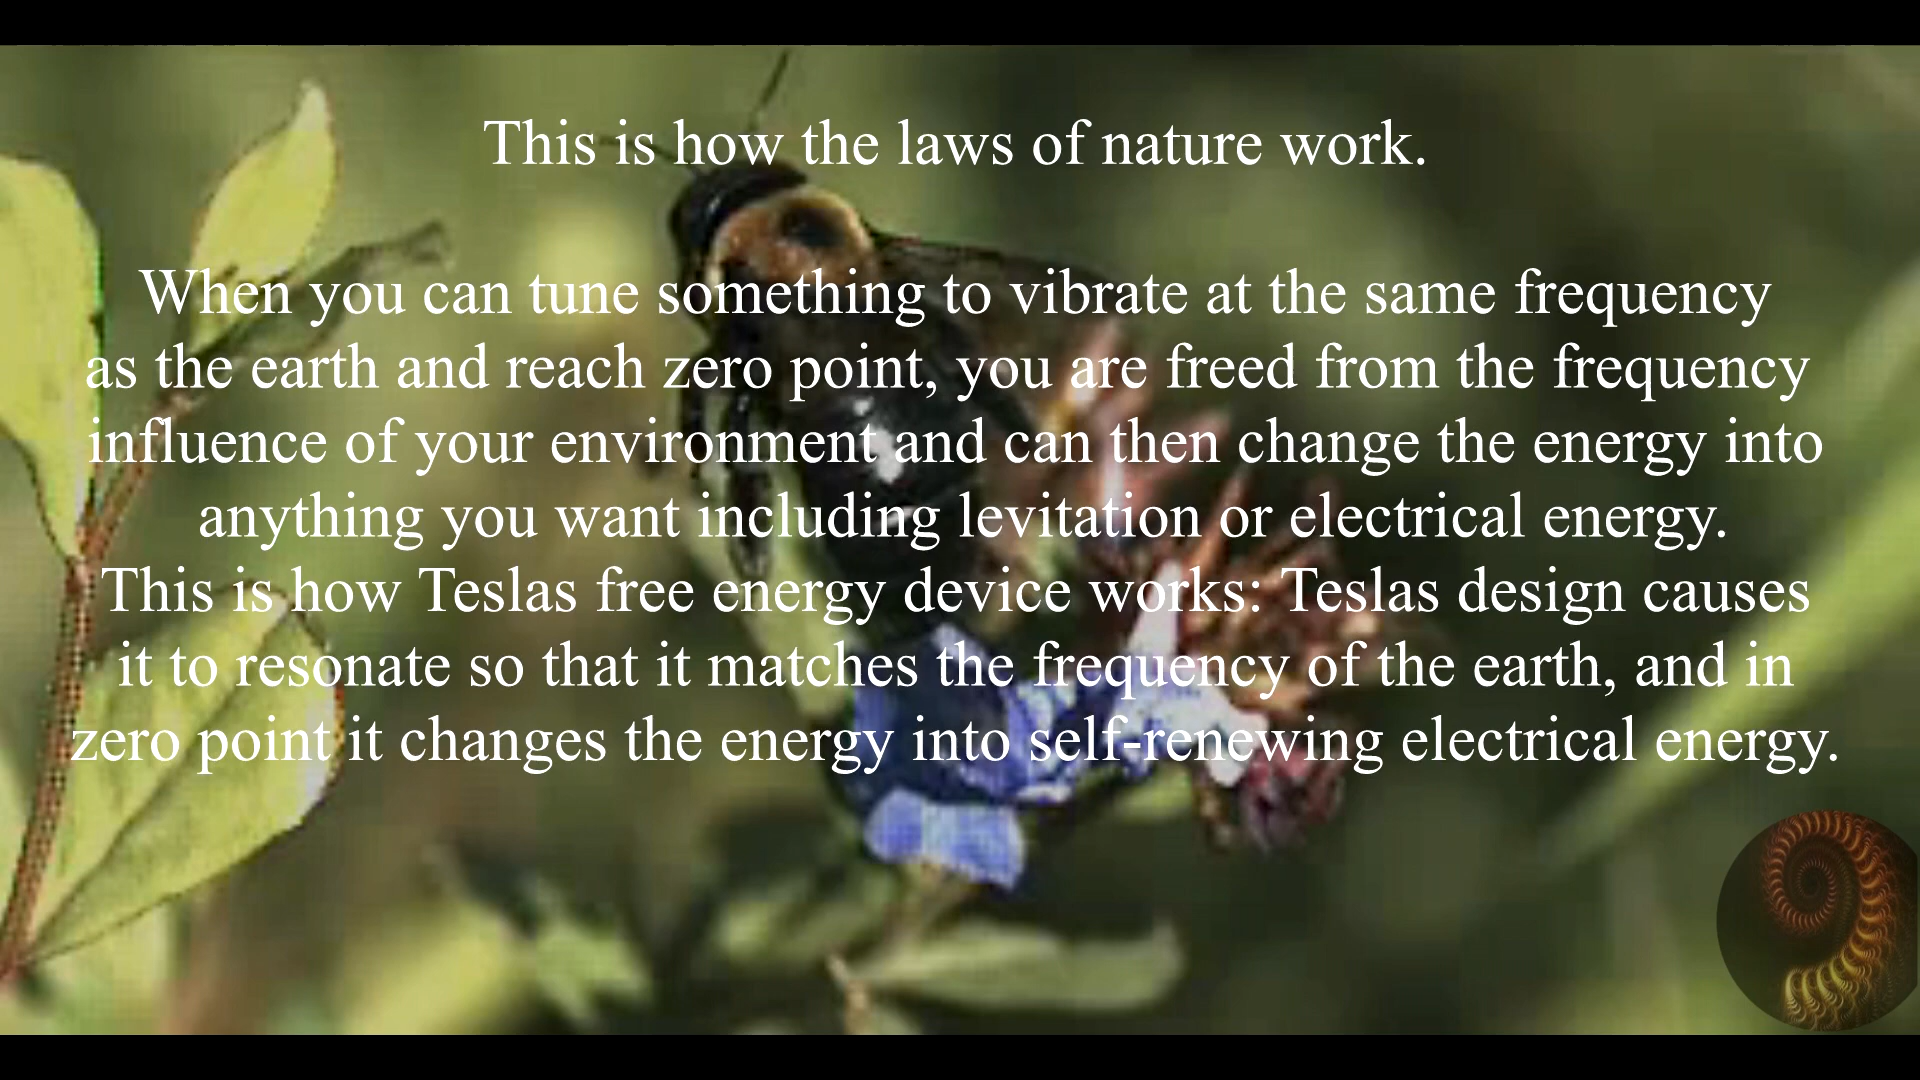 This is how the laws of nature work.
When you can tune something to vibrate at the same frequency
as the earth and reach zero point, you are freed from the frequency
influence of your environment and can then change the energy into
anything you want including levitation or electrical energy.
This is how Teslas free energy device works: Teslas design causes
it to resonate so that it matches the frequency of the earth, and in
zero point it changes the energy into self-renewing electrical energy.